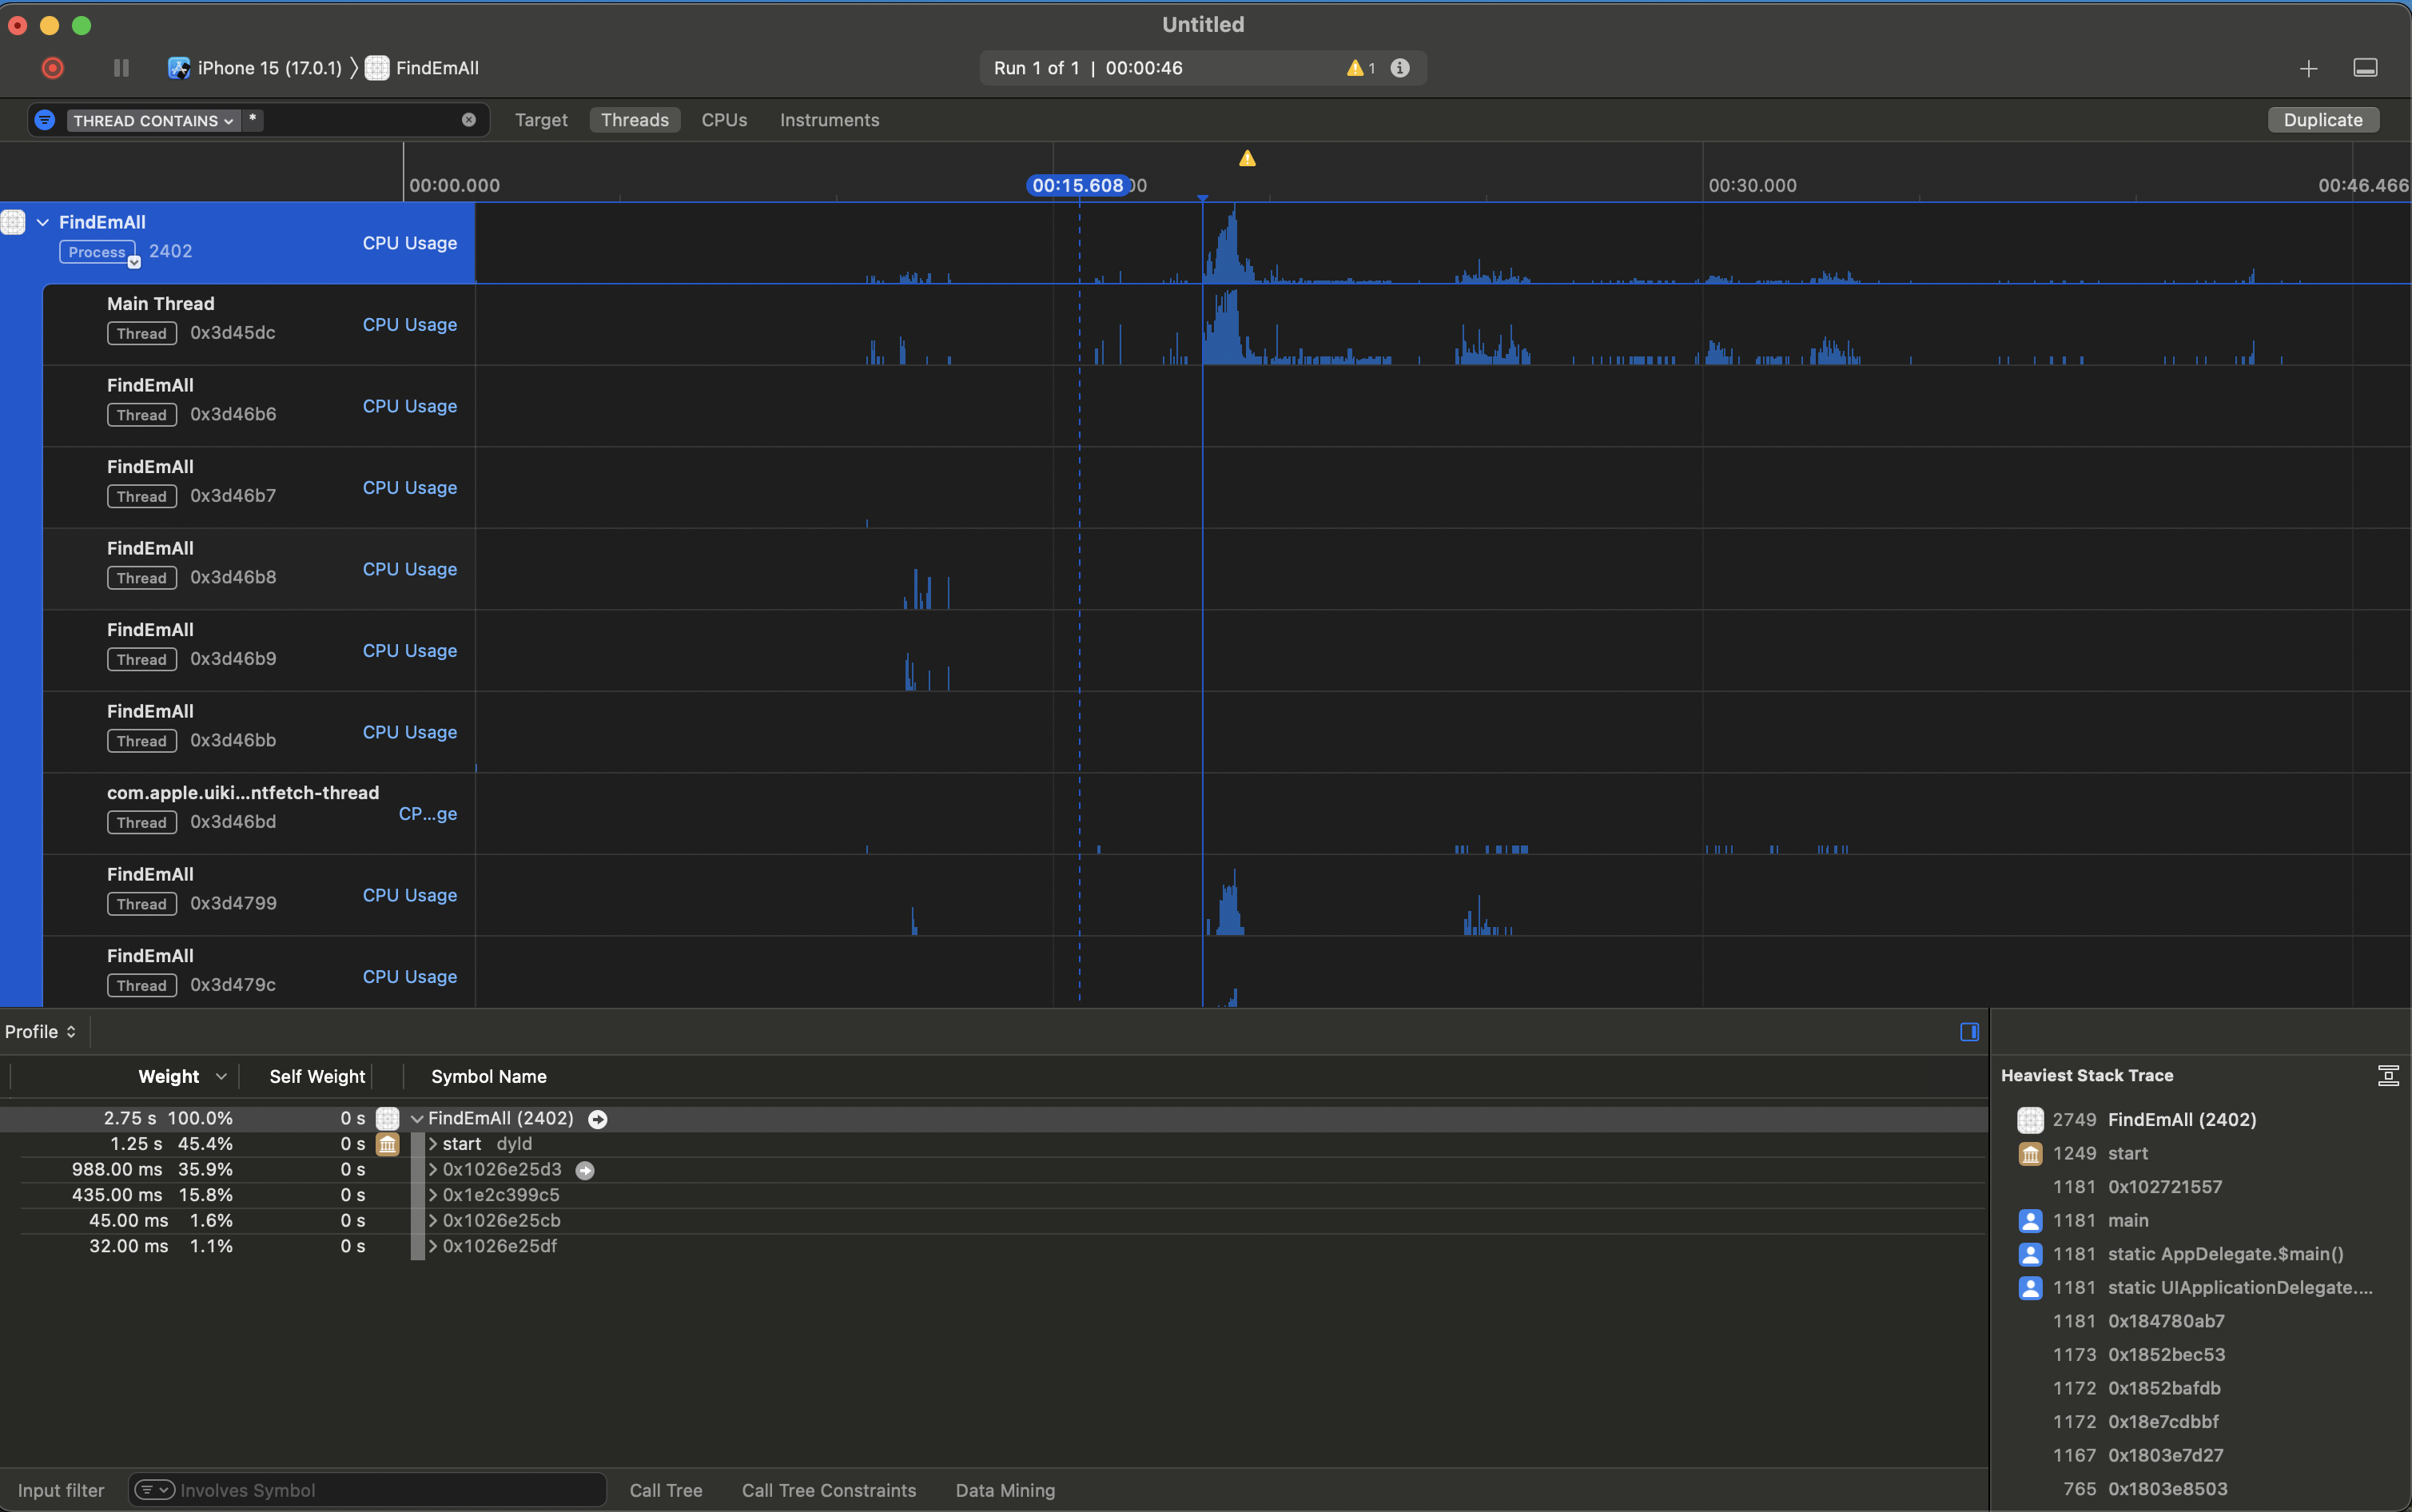 Untitled
iPhone 15 (17.0.1) 〉 FindEmAll
Run 1 of 1 | 00:00:46
1
THREAD CONTAINS *
Target Threads CPUs Instruments
Duplicate
00:00.000
00:15.608
00
00:30.000
00:46.466
FindEmAll
Process 2402
CPU Usage
Main Thread
Thread 0x3d45dc
CPU Usage
FindEmAll
Thread 0x3d46b6
CPU Usage
FindEmAll
Thread 0x3d46b7
CPU Usage
FindEmAll
Thread 0x3d46b8
CPU Usage
FindEmAll
Thread 0x3d46b9
CPU Usage
FindEmAll
Thread 0x3d46bb
CPU Usage
com.apple.uiki...ntfetch-thread
Thread 0x3d46bd
CP...ge
FindEmAll
Thread 0x3d4799
CPU Usage
FindEmAll
Thread 0x3d479c
CPU Usage
Profile
Weight Self Weight Symbol Name
2.75 s 100.0% 0 s FindEmAll (2402)
1.25 s 45.4% 0 s start dyld
988.00 ms 35.9% 0 s 0x1026e25d3
435.00 ms 15.8% 0 s 0x1e2c399c5
45.00 ms 1.6% 0 s 0x1026e25cb
32.00 ms 1.1% 0 s 0x1026e25df
Heaviest Stack Trace
2749 FindEmAll (2402)
1249 start
1181 0x102721557
1181 main
1181 static AppDelegate.$main()
1181 static UIApplicationDelegate....
1181 0x184780ab7
1173 0x1852bec53
1172 0x1852bafdb
1172 0x18e7cdbbf
1167 0x1803e7d27
765 0x1803e8503
Input filter Involves Symbol Call Tree Call Tree Constraints Data Mining